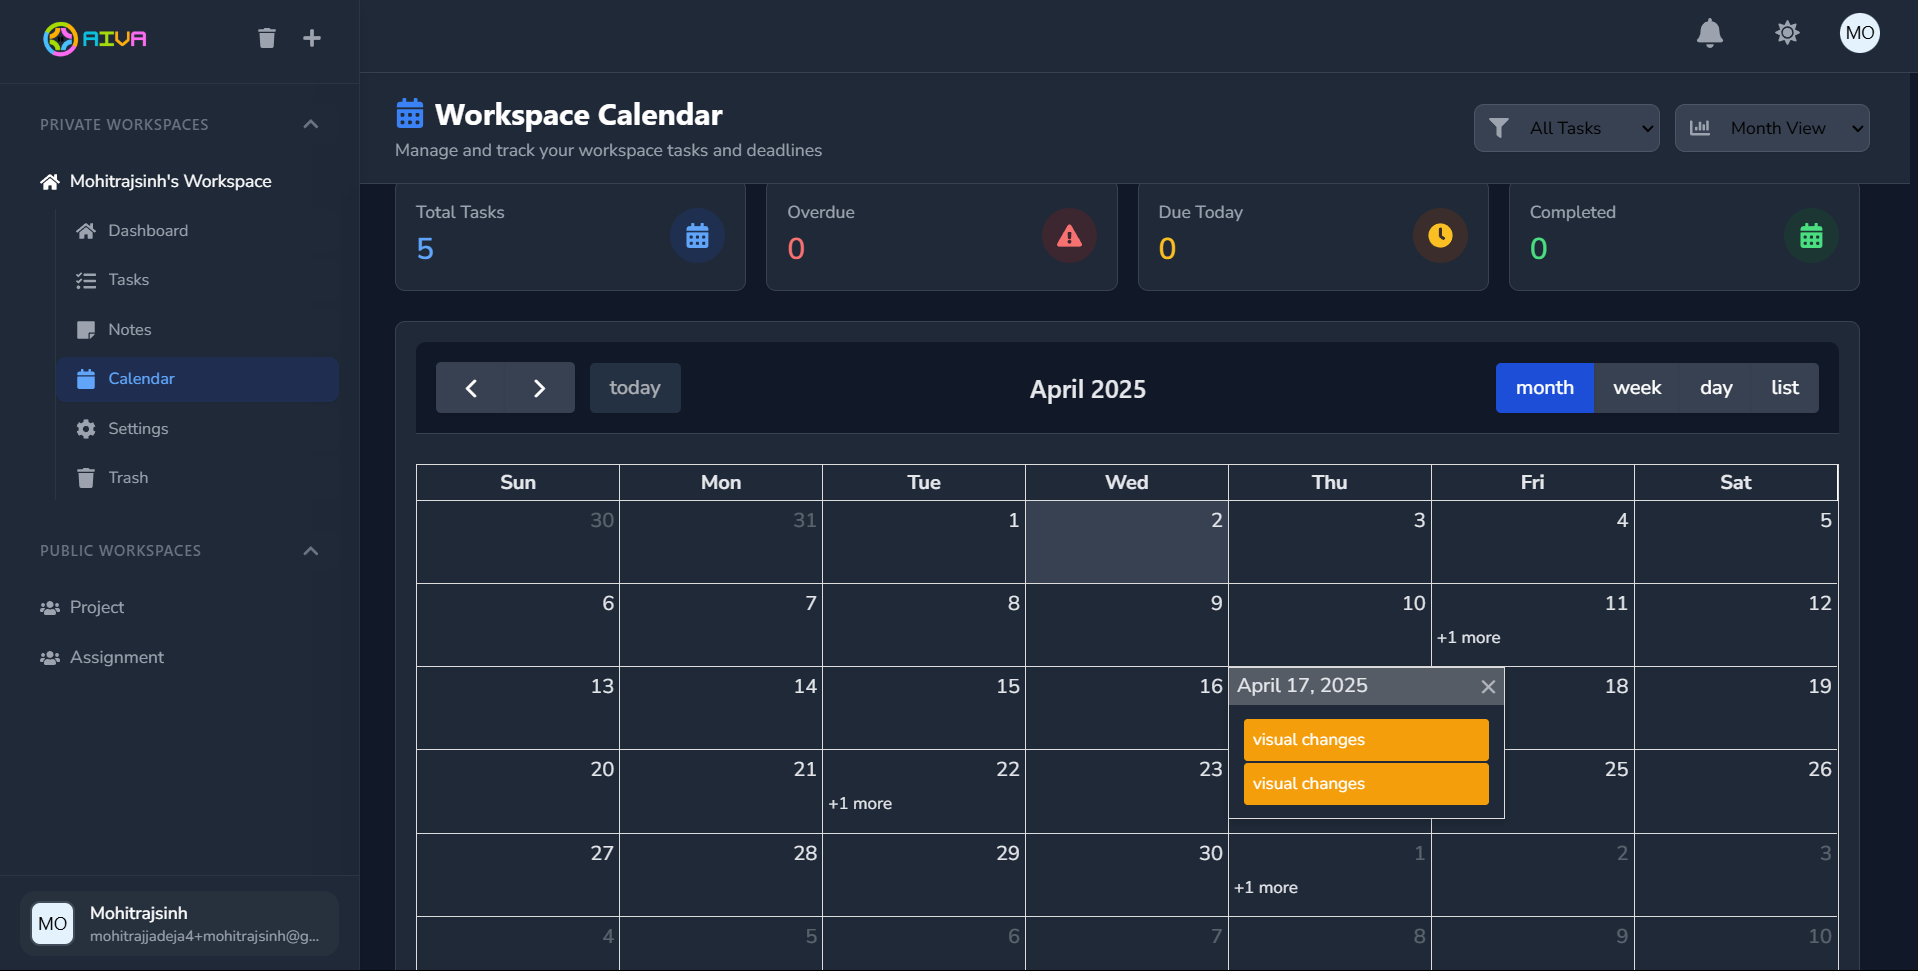 AIVA
PRIVATE WORKSPACES
Mohitrajsinh's Workspace
Dashboard
Tasks
Notes
Calendar
Settings
Trash
PUBLIC WORKSPACES
Project
Assignment
MO
Mohitrajsinh
mohitrajjadeja4+mohitrajsinh@g...
MO
Workspace Calendar
Manage and track your workspace tasks and deadlines
All Tasks
Month View
Total Tasks
5
Overdue
0
Due Today
0
Completed
0
today
April 2025
month week day list
Sun Mon Tue Wed Thu Fri Sat
30 31 1 2 3 4 5
6 7 8 9 10 11 12
+1 more
13 14 15 16 April 17, 2025 18 19
visual changes
visual changes
20 21 22 23 25 26
+1 more
27 28 29 30 1 2 3
+1 more
4 5 6 7 8 9 10